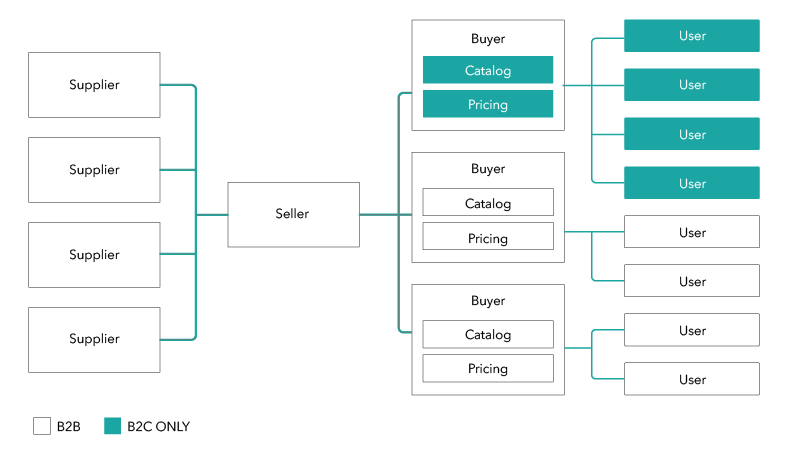 Supplier
Supplier
Supplier
Supplier
Seller
Buyer
Catalog
Pricing
Buyer
Catalog
Pricing
Buyer
Catalog
Pricing
User
User
User
User
User
User
User
User
B2B
B2C ONLY